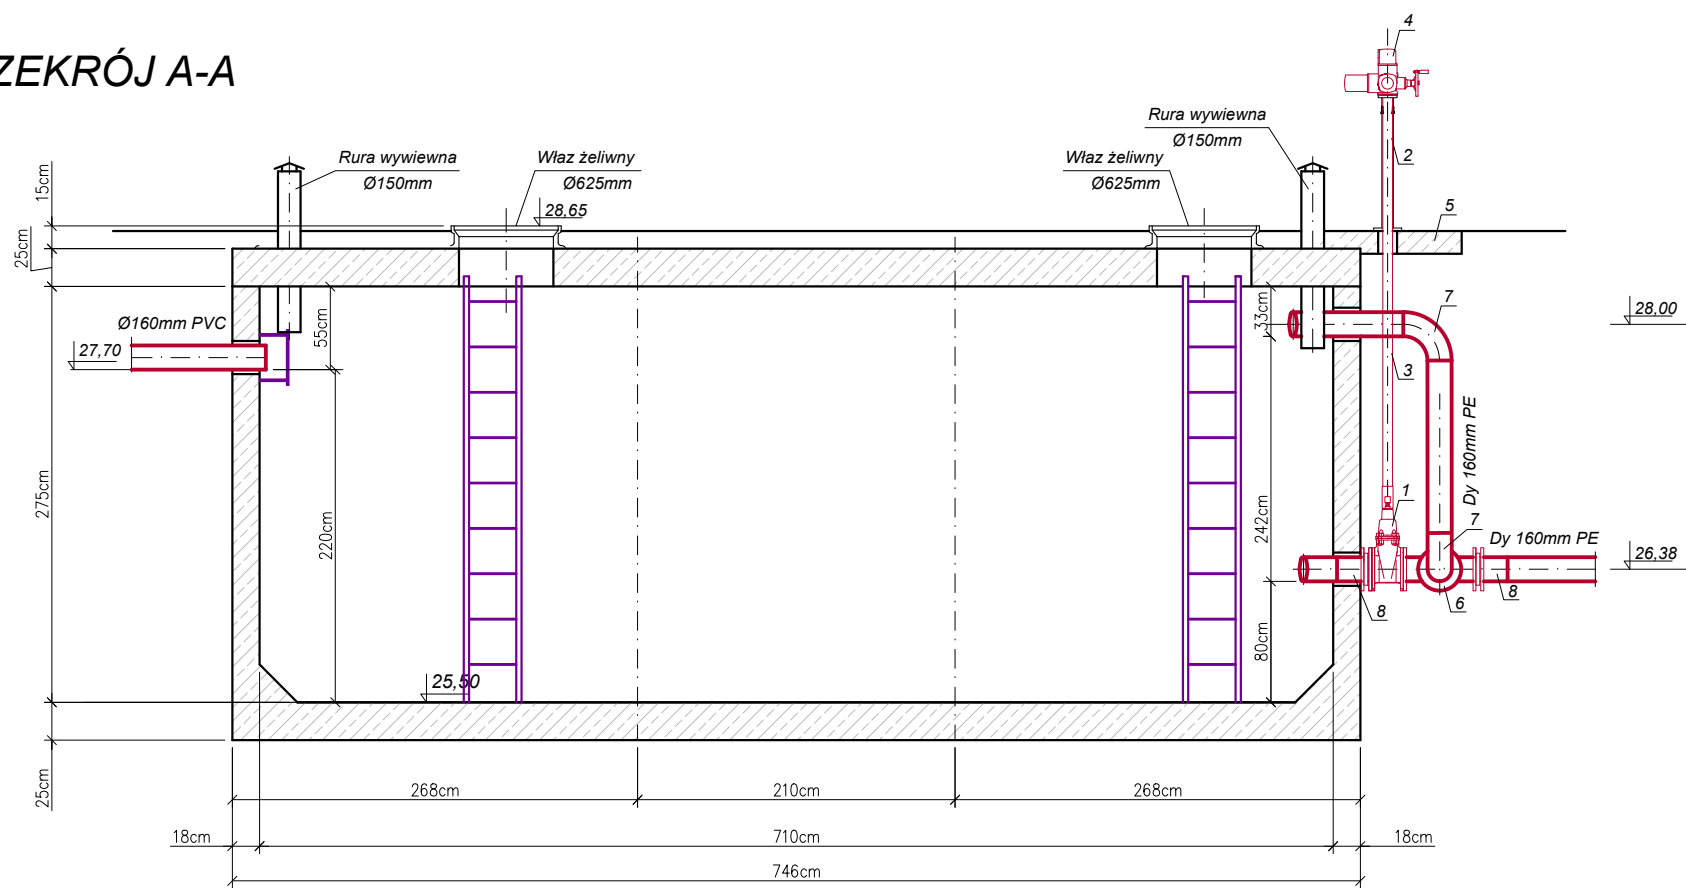 ZEKRÓJ A-A
4
Rura wywiewna
Ø150mm
Rura wywiewna
Ø150mm
Właz żeliwny
Ø625mm
Właz żeliwny
Ø625mm
2
15cm
28,65
5
25cm
Ø160mm PVC
27,70
55cm
33cm
7
28,00
3
Dy 160mm PE
275cm
220cm
242cm
1
7
Dy 160mm PE
26,38
8
6
8
80cm
25,50
25cm
268cm
210cm
268cm
18cm
710cm
18cm
746cm